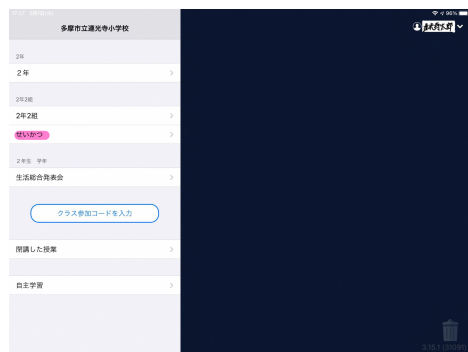 96%
多摩市立連光寺小学校
2年
2年
2年2組
2年2組
せいかつ
2年生 学年
生活総合発表会
クラス参加コードを入力
閉講した授業
自主学習